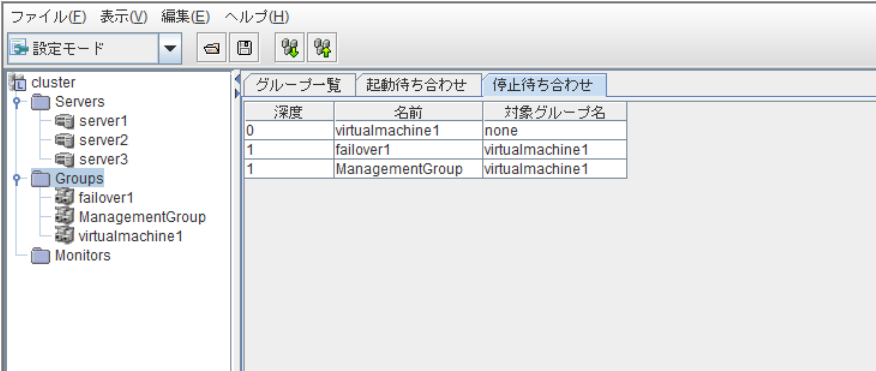 ファイル(F) 表示(V) 編集(E) ヘルプ(H)
設定モード
cluster
Servers
server1
server2
server3
Groups
failover1
ManagementGroup
virtualmachine1
Monitors
グループ一覧 起動待ち合わせ 停止待ち合わせ
深度 名前 対象グループ名
0 virtualmachine1 none
1 failover1 virtualmachine1
1 ManagementGroup virtualmachine1